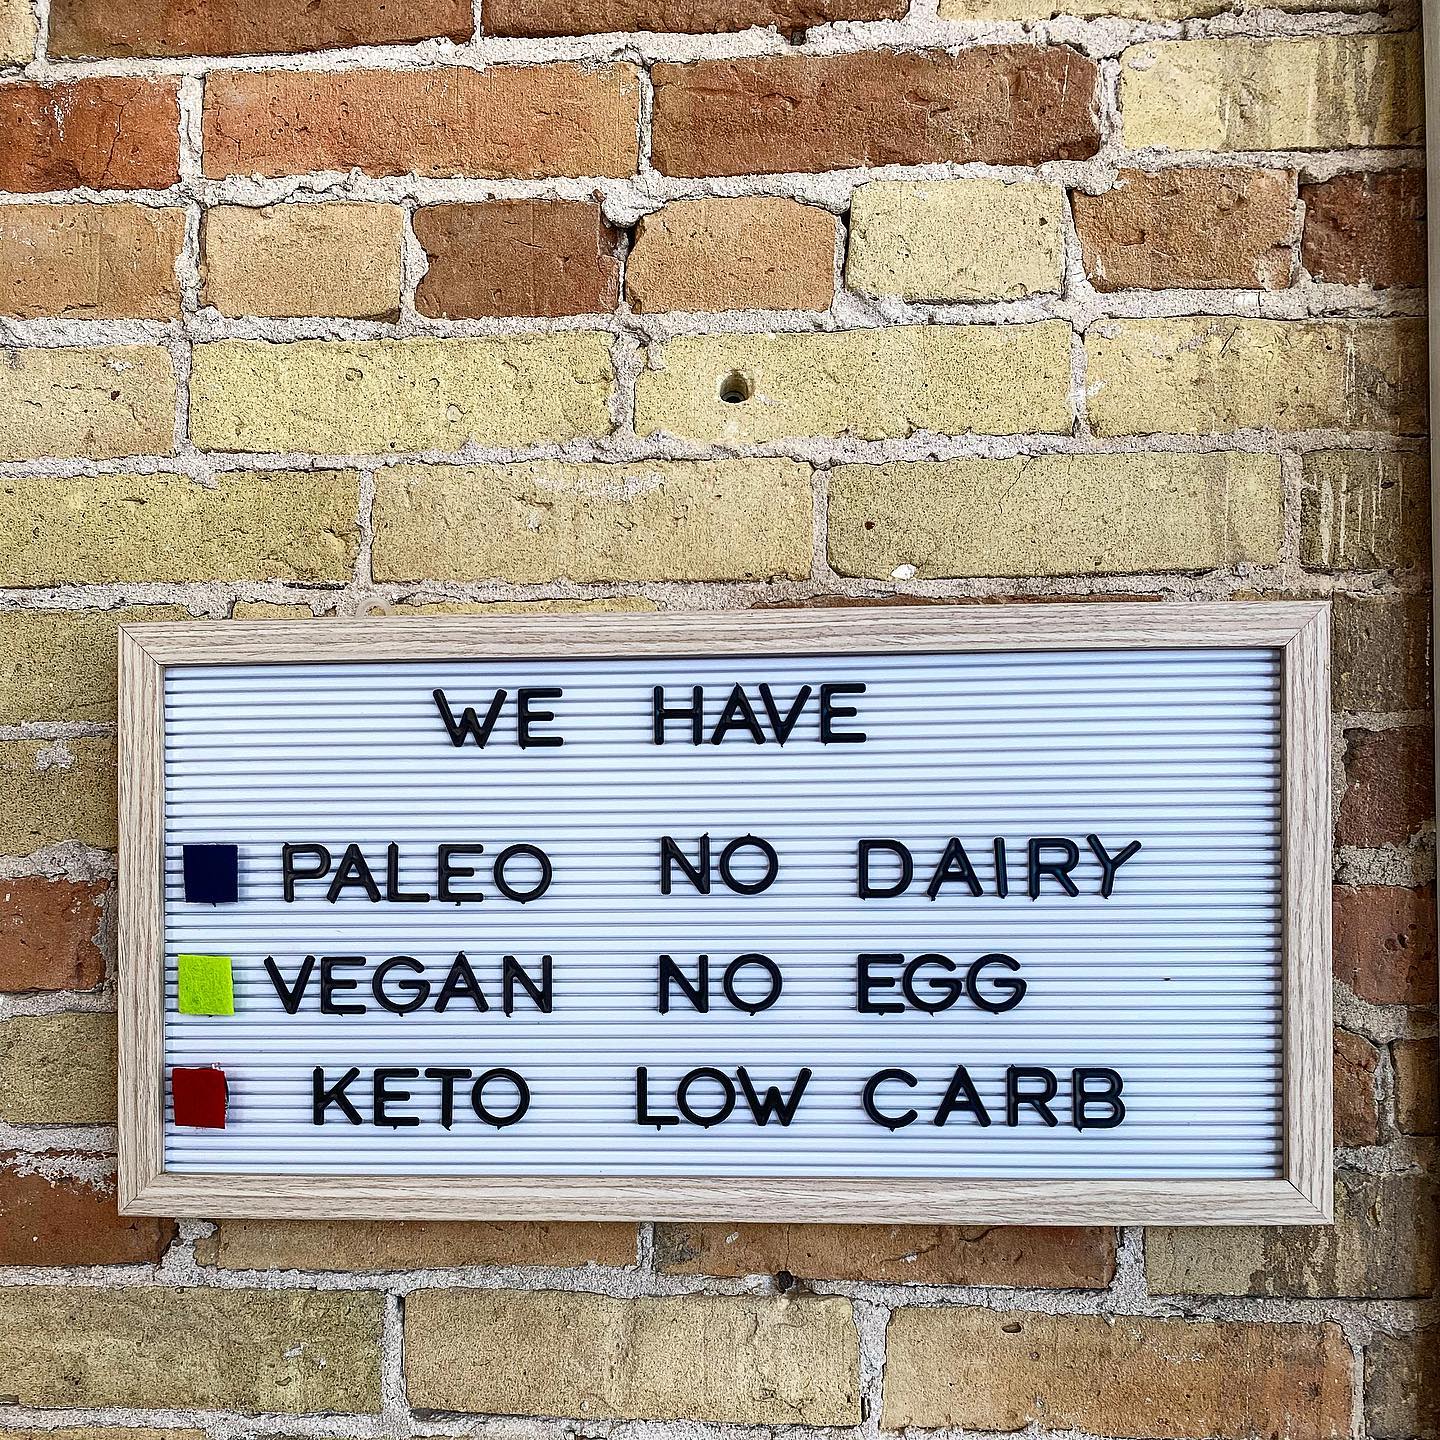 WE HAVE
PALEO NO DAIRY
VEGAN NO EGG
KETO LOW CARB